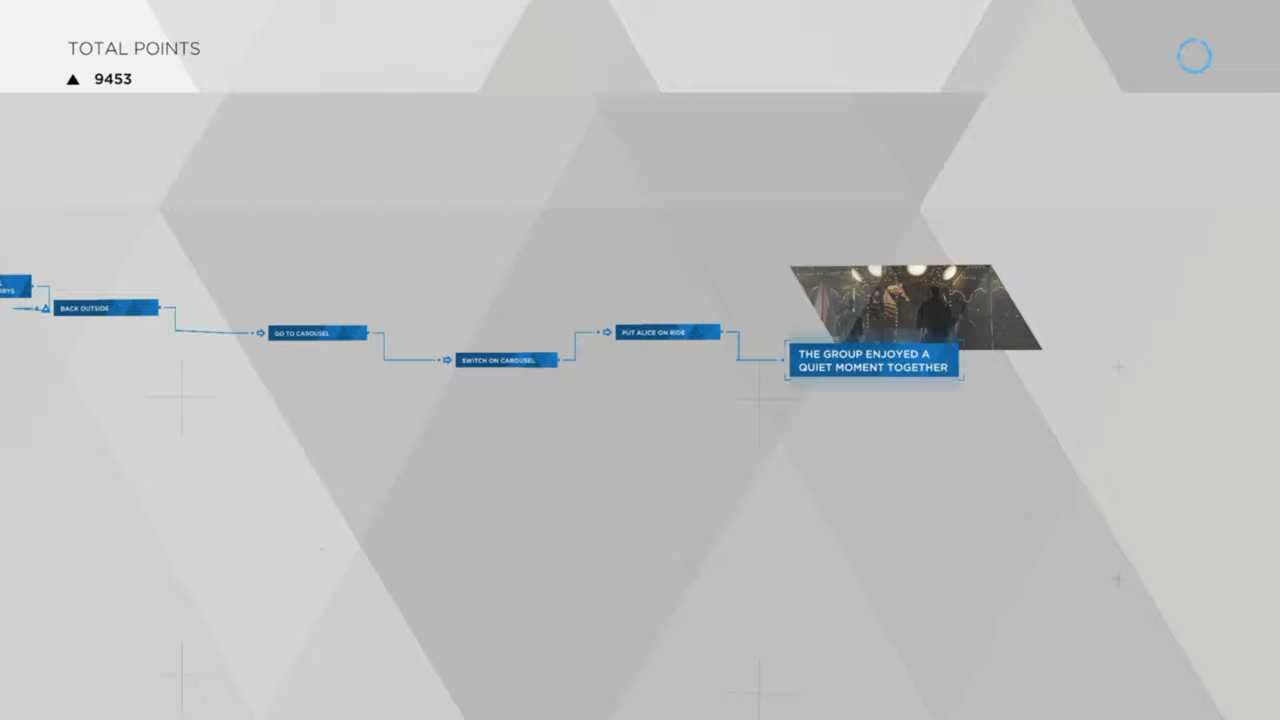 TOTAL POINTS
▲ 9453
RRYS
BACK OUTSIDE
GO TO CAROUSEL
SWITCH ON CAROUSEL
PUT ALICE ON RIDE
THE GROUP ENJOYED A
QUIET MOMENT TOGETHER